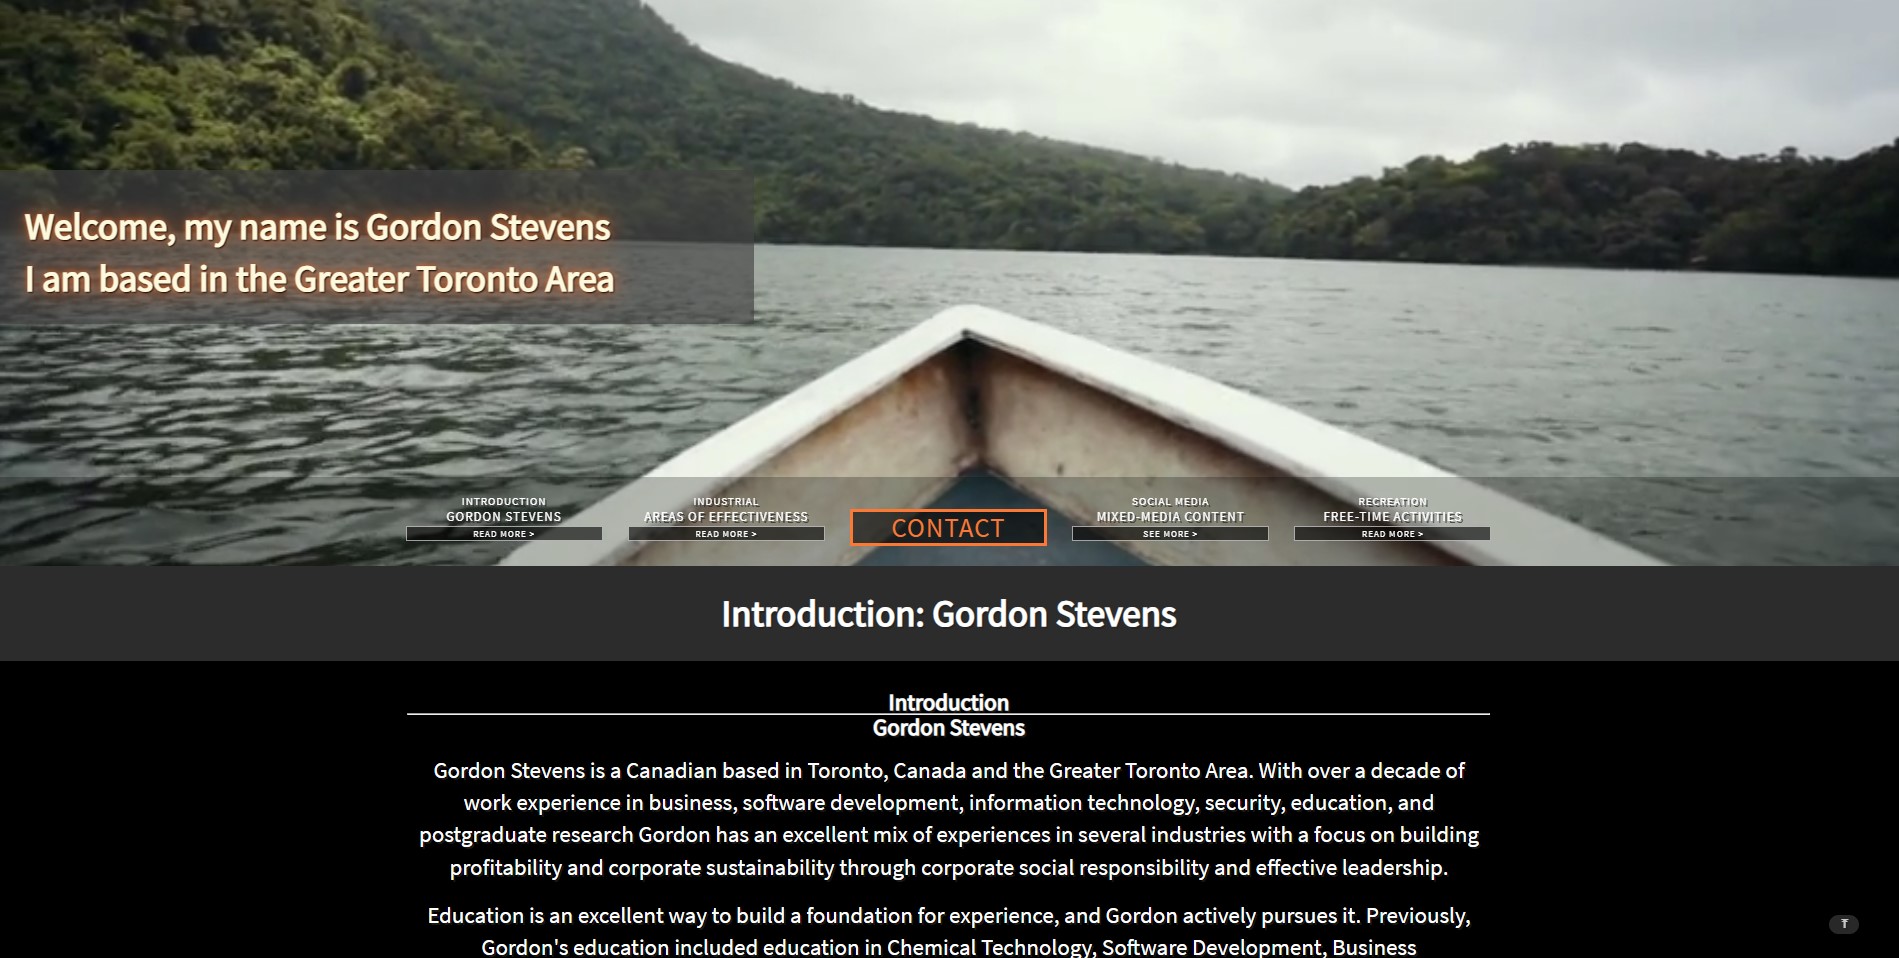 Welcome, my name is Gordon Stevens
I am based in the Greater Toronto Area
INTRODUCTION
GORDON STEVENS
READ MORE >
INDUSTRIAL
AREAS OF EFFECTIVENESS
READ MORE >
CONTACT
SOCIAL MEDIA
MIXED-MEDIA CONTENT
SEE MORE >
RECREATION
FREE-TIME ACTIVITIES
READ MORE >
Introduction: Gordon Stevens
Introduction
Gordon Stevens
Gordon Stevens is a Canadian based in Toronto, Canada and the Greater Toronto Area. With over a decade of
work experience in business, software development, information technology, security, education, and
postgraduate research Gordon has an excellent mix of experiences in several industries with a focus on building
profitability and corporate sustainability through corporate social responsibility and effective leadership.
Education is an excellent way to build a foundation for experience, and Gordon actively pursues it. Previously,
Gordon's education included education in Chemical Technology, Software Development, Business